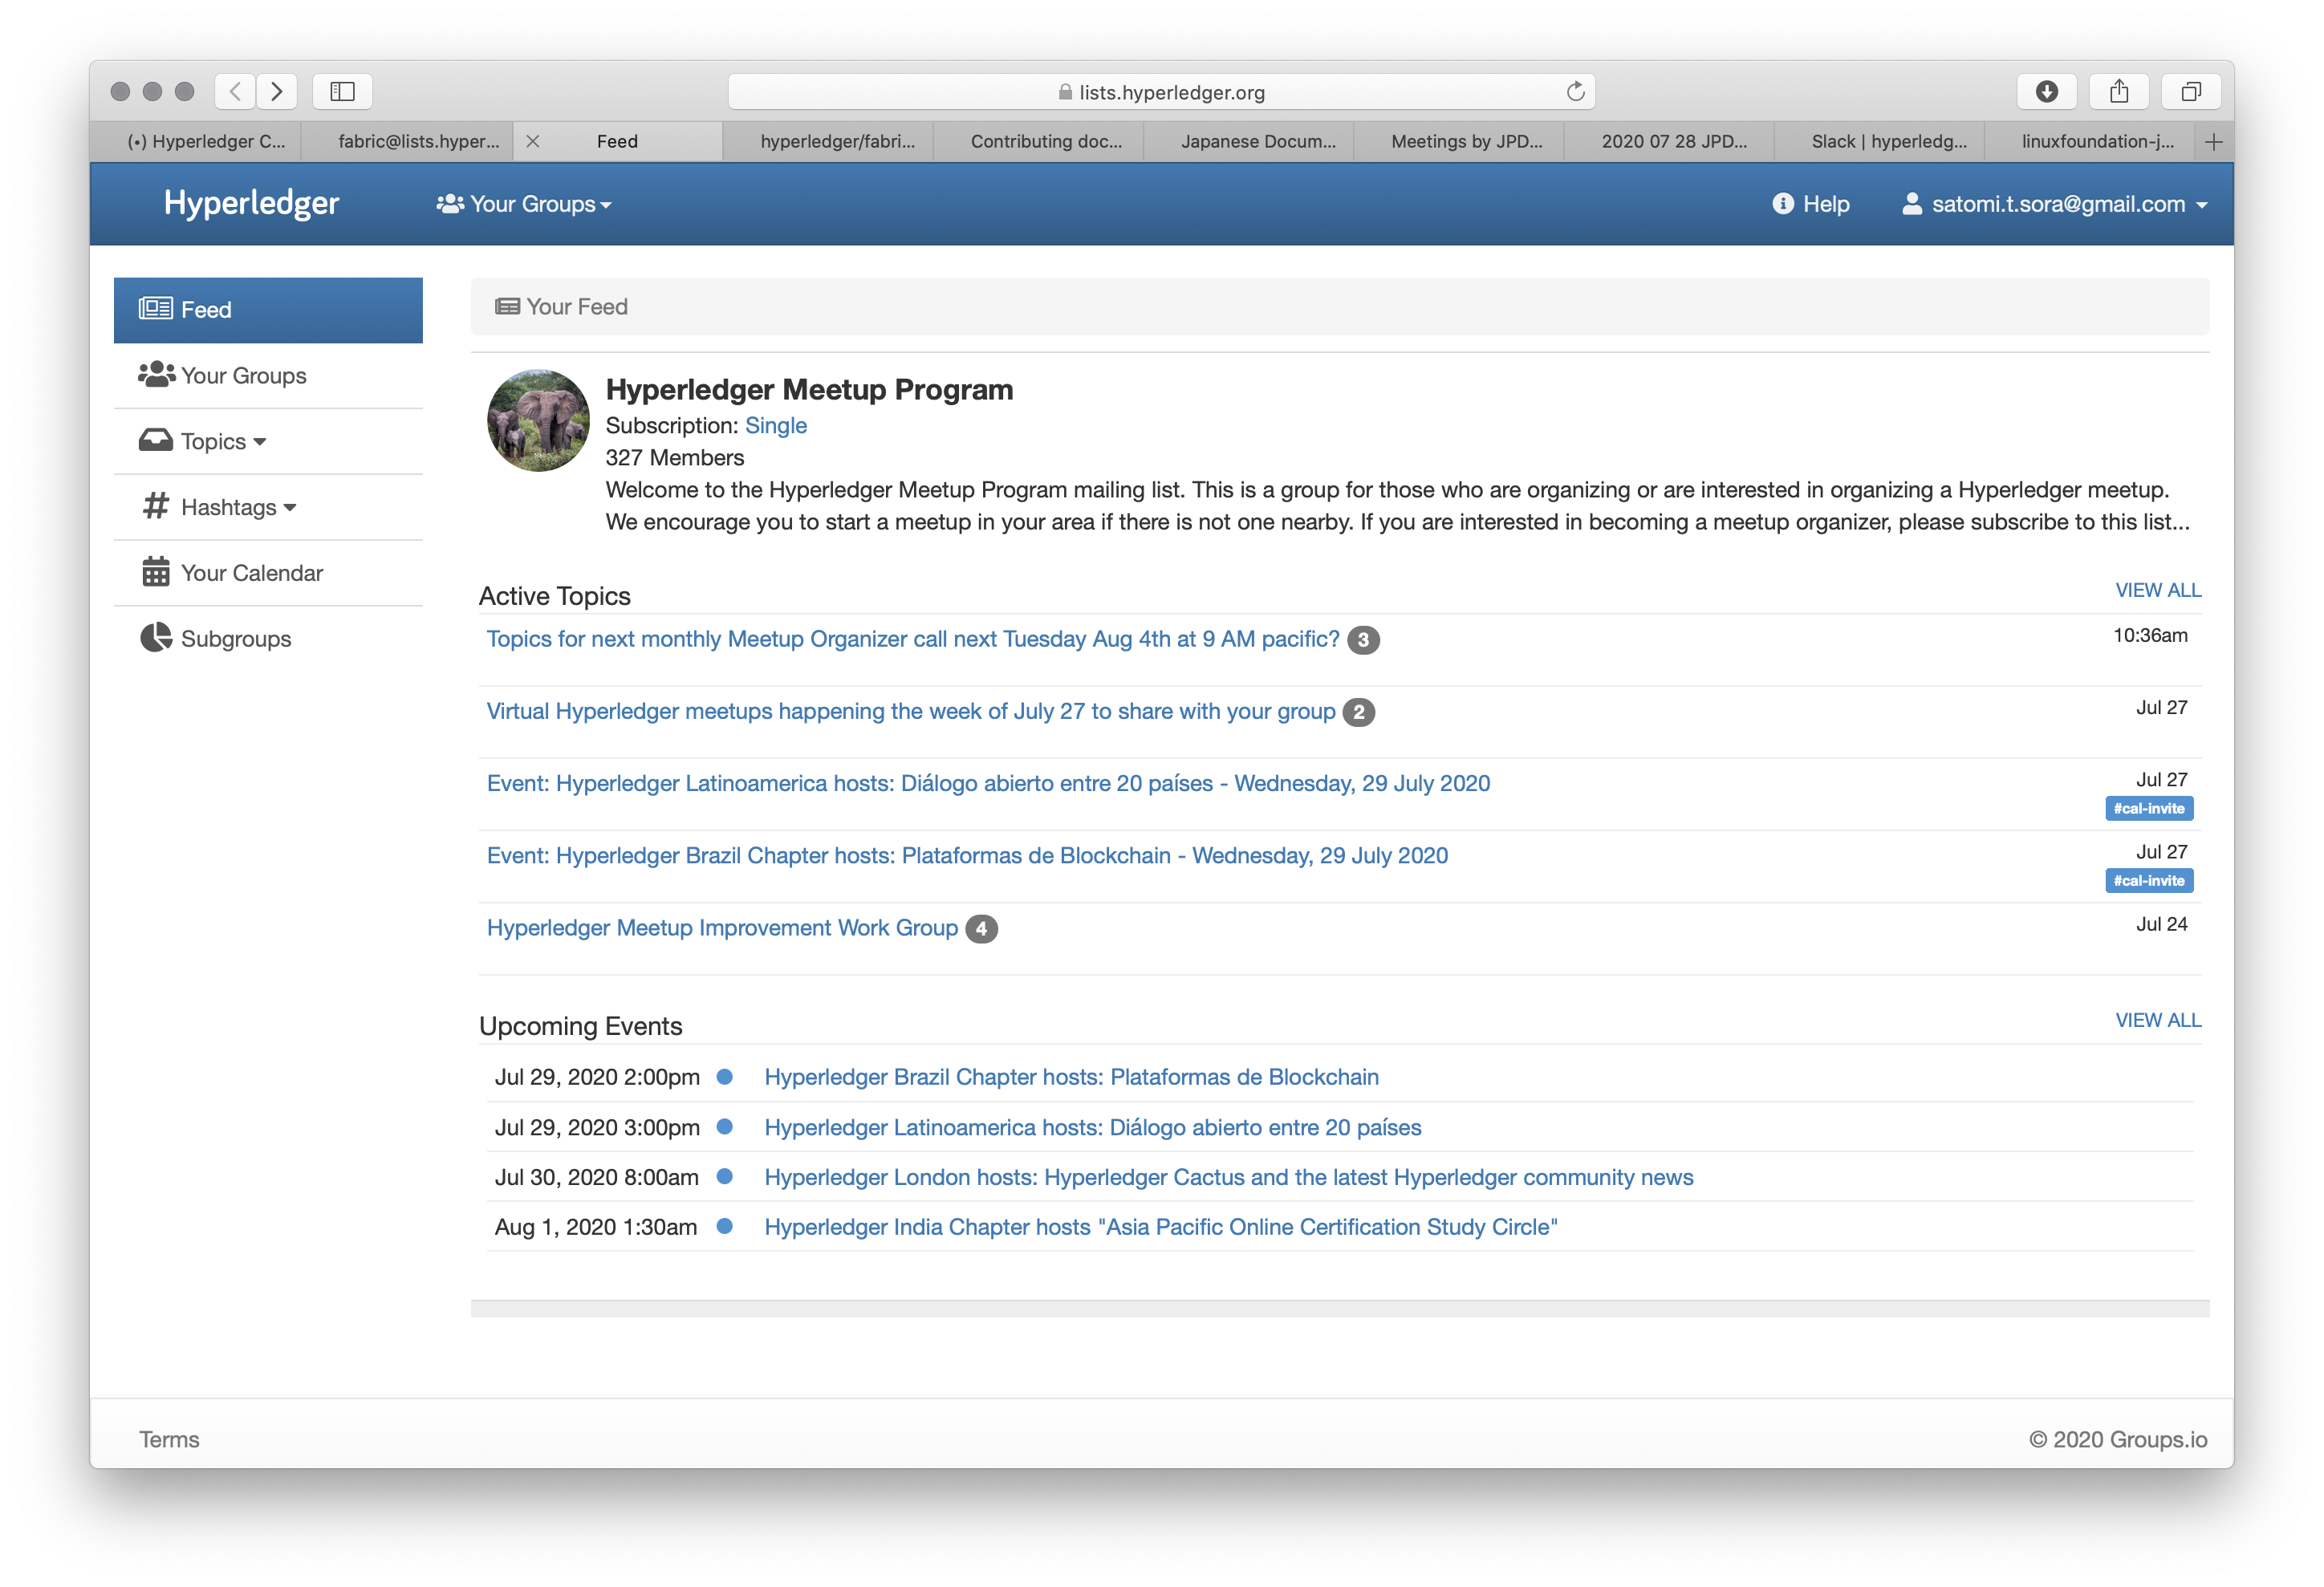 lists.hyperledger.org
(•) Hyperledger C...
fabric@lists.hyper...
Feed
hyperledger/fabri...
Contributing doc...
Japanese Docum...
Meetings by JPD...
2020 07 28 JPD...
Slack | hyperledg...
linuxfoundation-j...
Hyperledger
Your Groups
Help
satomi.t.sora@gmail.com
Feed
Your Groups
Topics
Hashtags
Your Calendar
Subgroups
Your Feed
Hyperledger Meetup Program
Subscription: Single
327 Members
Welcome to the Hyperledger Meetup Program mailing list. This is a group for those who are organizing or are interested in organizing a Hyperledger meetup.
We encourage you to start a meetup in your area if there is not one nearby. If you are interested in becoming a meetup organizer, please subscribe to this list...
Active Topics
VIEW ALL
Topics for next monthly Meetup Organizer call next Tuesday Aug 4th at 9 AM pacific? 3
10:36am
Virtual Hyperledger meetups happening the week of July 27 to share with your group 2
Jul 27
Event: Hyperledger Latinoamerica hosts: Diálogo abierto entre 20 países - Wednesday, 29 July 2020
Jul 27
#cal-invite
Event: Hyperledger Brazil Chapter hosts: Plataformas de Blockchain - Wednesday, 29 July 2020
Jul 27
#cal-invite
Hyperledger Meetup Improvement Work Group 4
Jul 24
Upcoming Events
VIEW ALL
Jul 29, 2020 2:00pm Hyperledger Brazil Chapter hosts: Plataformas de Blockchain
Jul 29, 2020 3:00pm Hyperledger Latinoamerica hosts: Diálogo abierto entre 20 países
Jul 30, 2020 8:00am Hyperledger London hosts: Hyperledger Cactus and the latest Hyperledger community news
Aug 1, 2020 1:30am Hyperledger India Chapter hosts "Asia Pacific Online Certification Study Circle"
Terms
© 2020 Groups.io